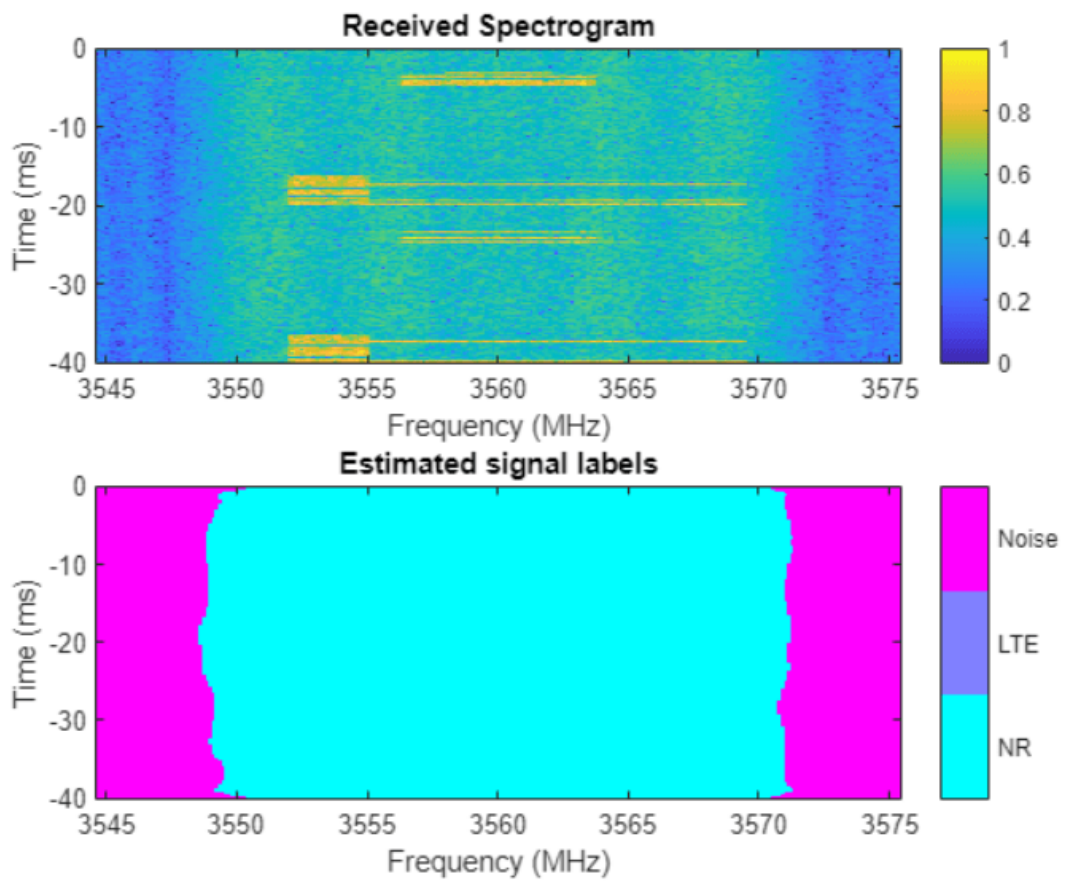 Received Spectrogram
0
-10
-20
-30
-40
Time (ms)
3545 3550 3555 3560 3565 3570 3575
Frequency (MHz)
1
0.8
0.6
0.4
0.2
0
Estimated signal labels
0
-10
-20
-30
-40
Time (ms)
3545 3550 3555 3560 3565 3570 3575
Frequency (MHz)
Noise
LTE
NR